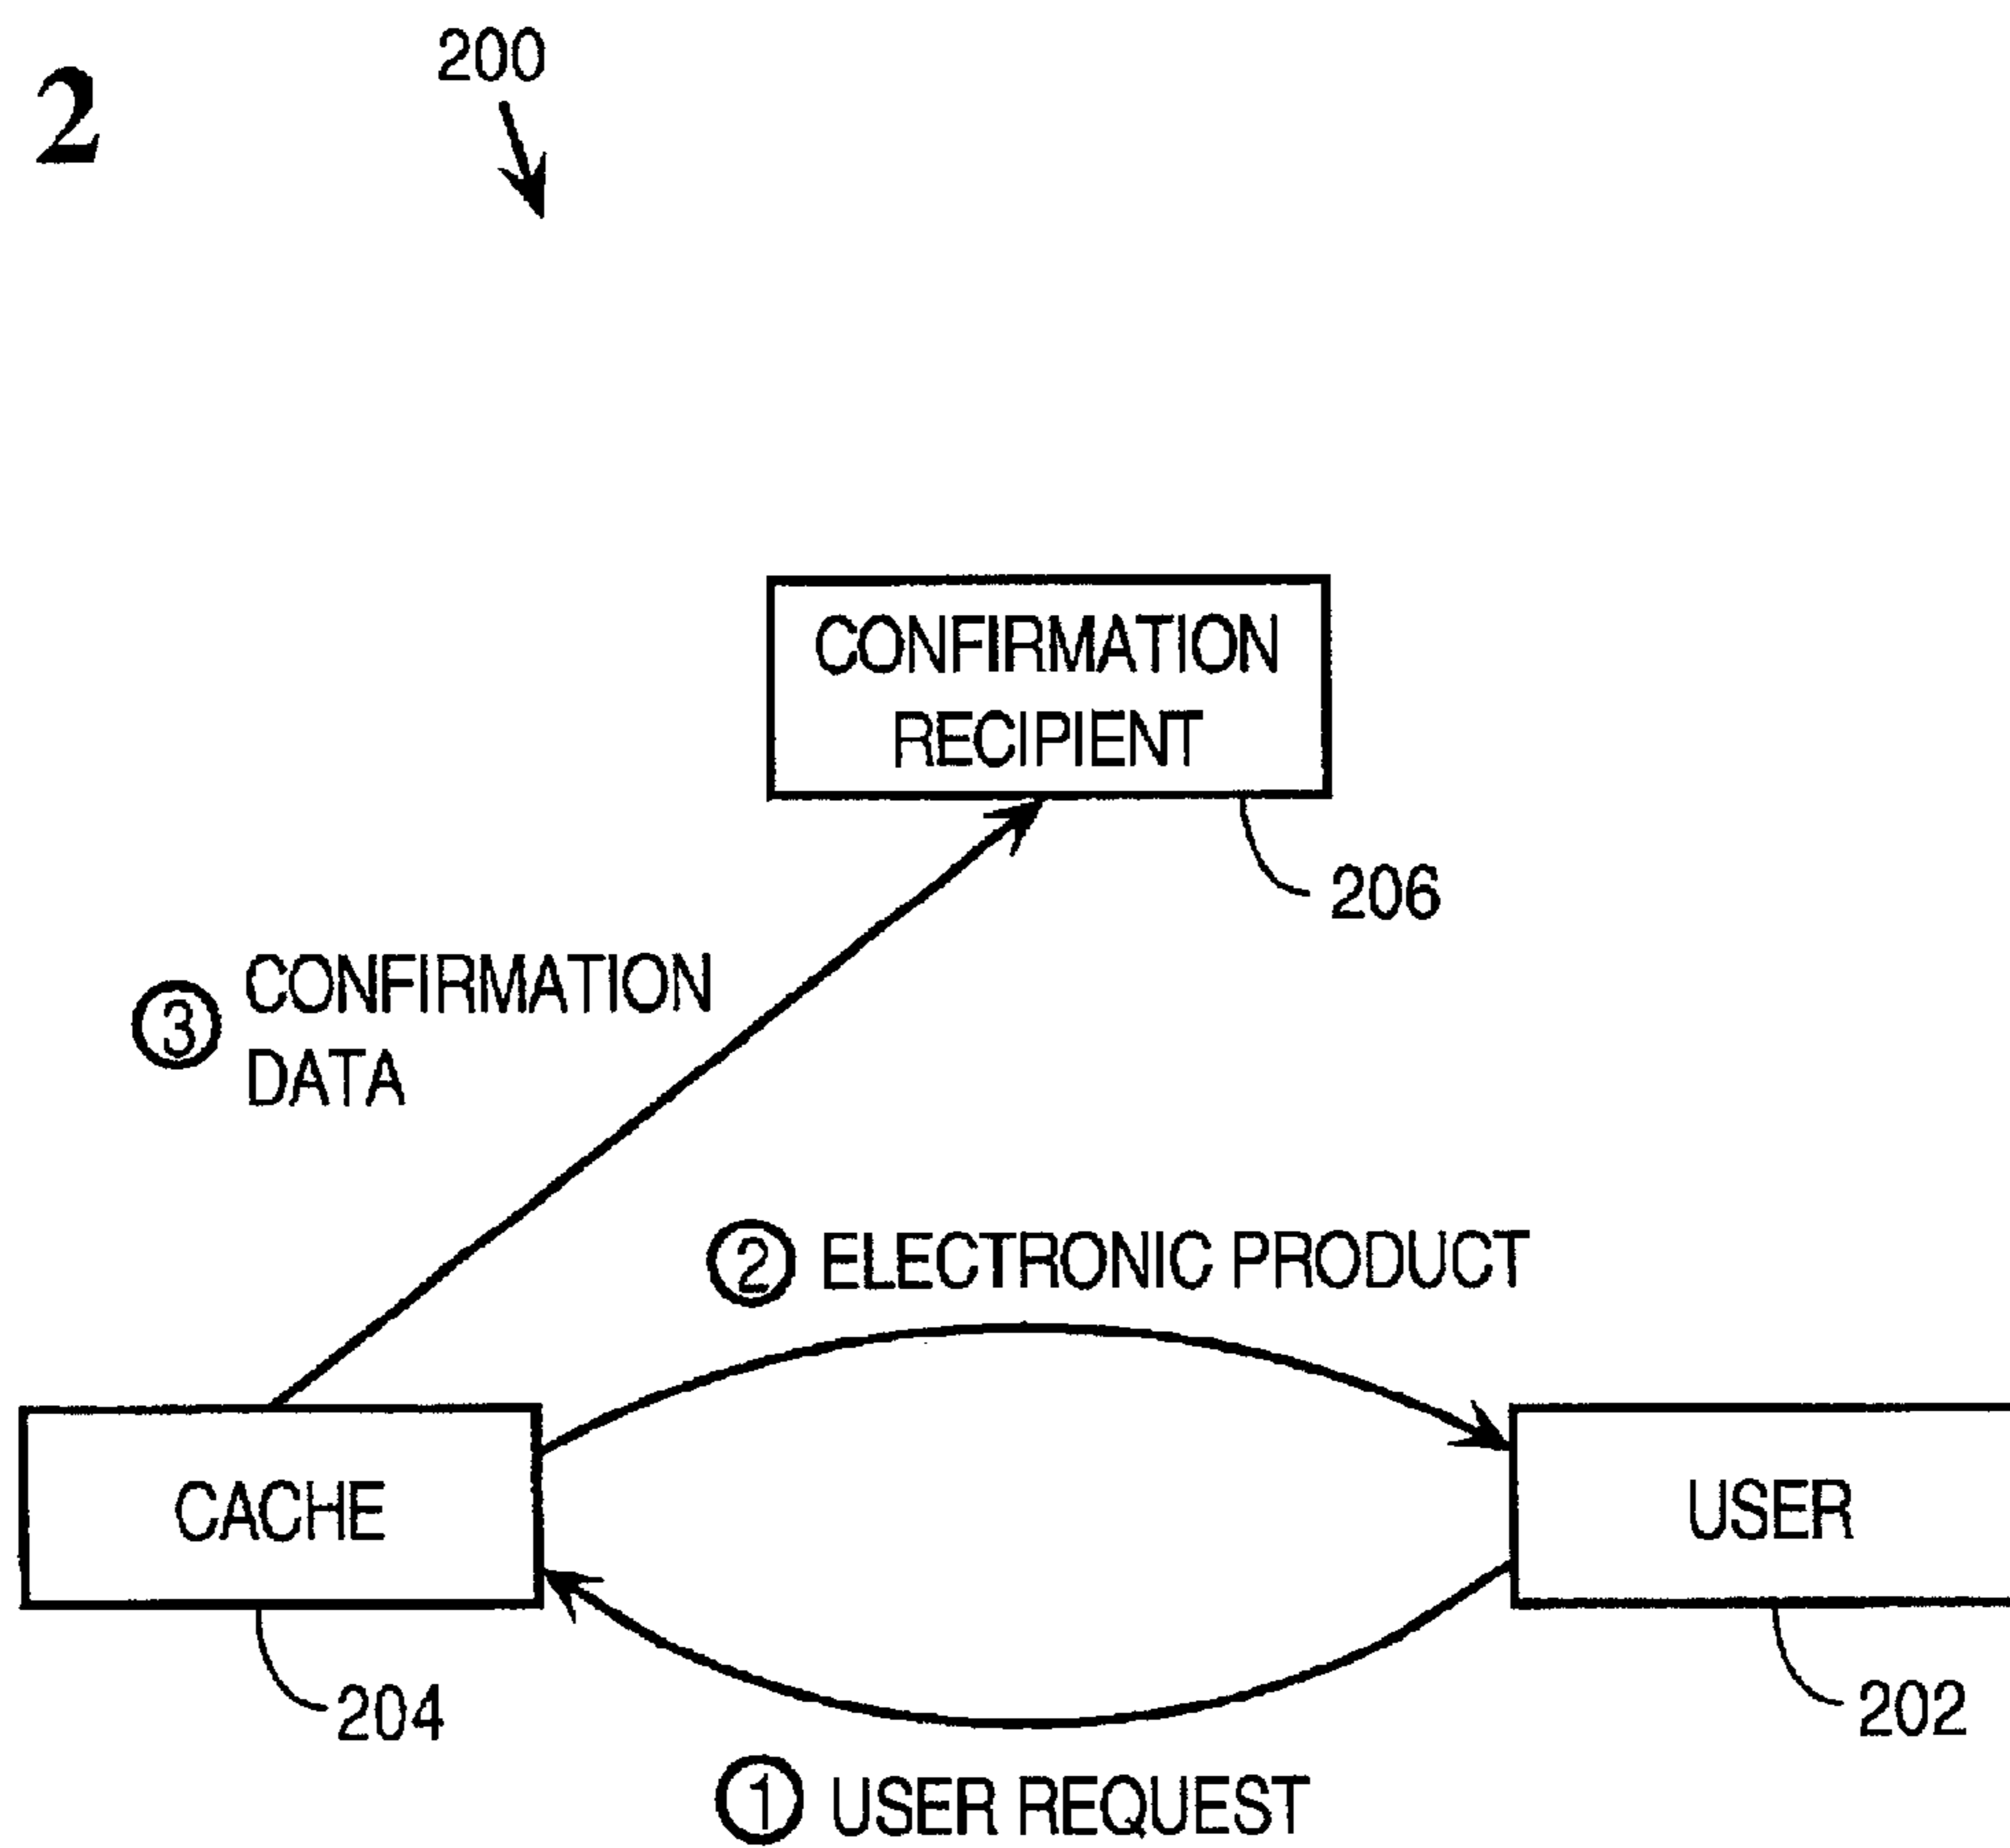 2
200
CONFIRMATION
RECIPIENT
206
3 CONFIRMATION
DATA
2 ELECTRONIC PRODUCT
CACHE
USER
204
202
1 USER REQUEST